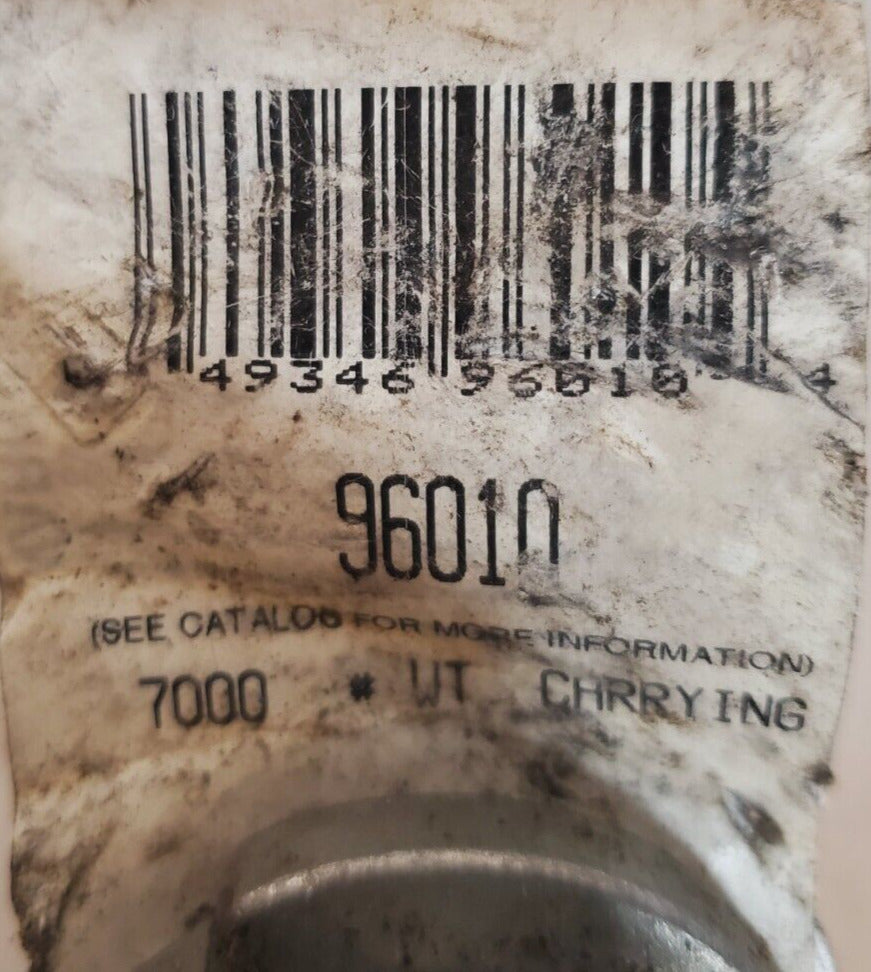 49346 96010 4
96010
(SEE CATALOG FOR MORE INFORMATION)
7000 # WT CARRYING